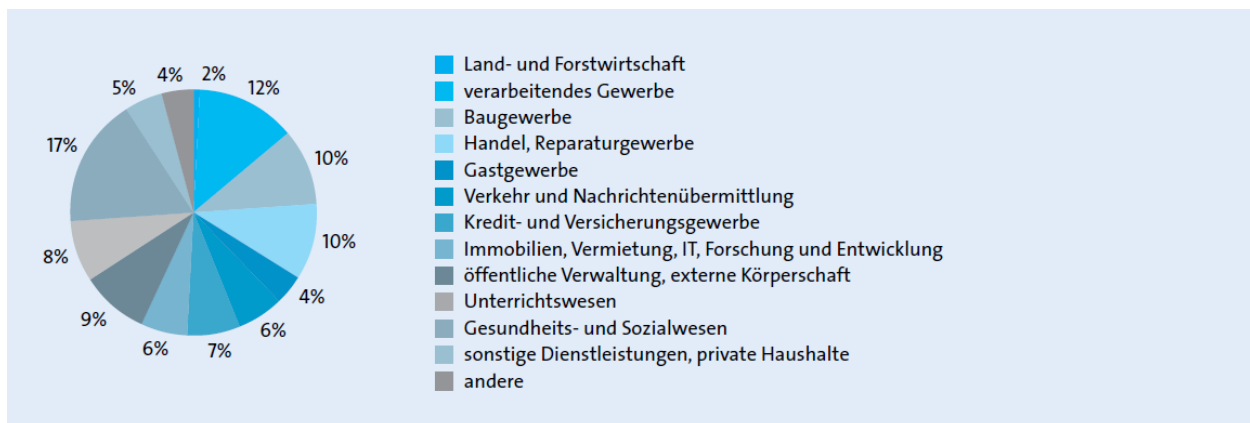 4% 2%
5% 12%
17% 10%
10%
8% 4%
9% 6%
6% 7%
Land- und Forstwirtschaft
verarbeitendes Gewerbe
Baugewerbe
Handel, Reparaturgewerbe
Gastgewerbe
Verkehr und Nachrichtenübermittlung
Kredit- und Versicherungsgewerbe
Immobilien, Vermietung, IT, Forschung und Entwicklung
öffentliche Verwaltung, externe Körperschaft
Unterrichtswesen
Gesundheits- und Sozialwesen
sonstige Dienstleistungen, private Haushalte
andere